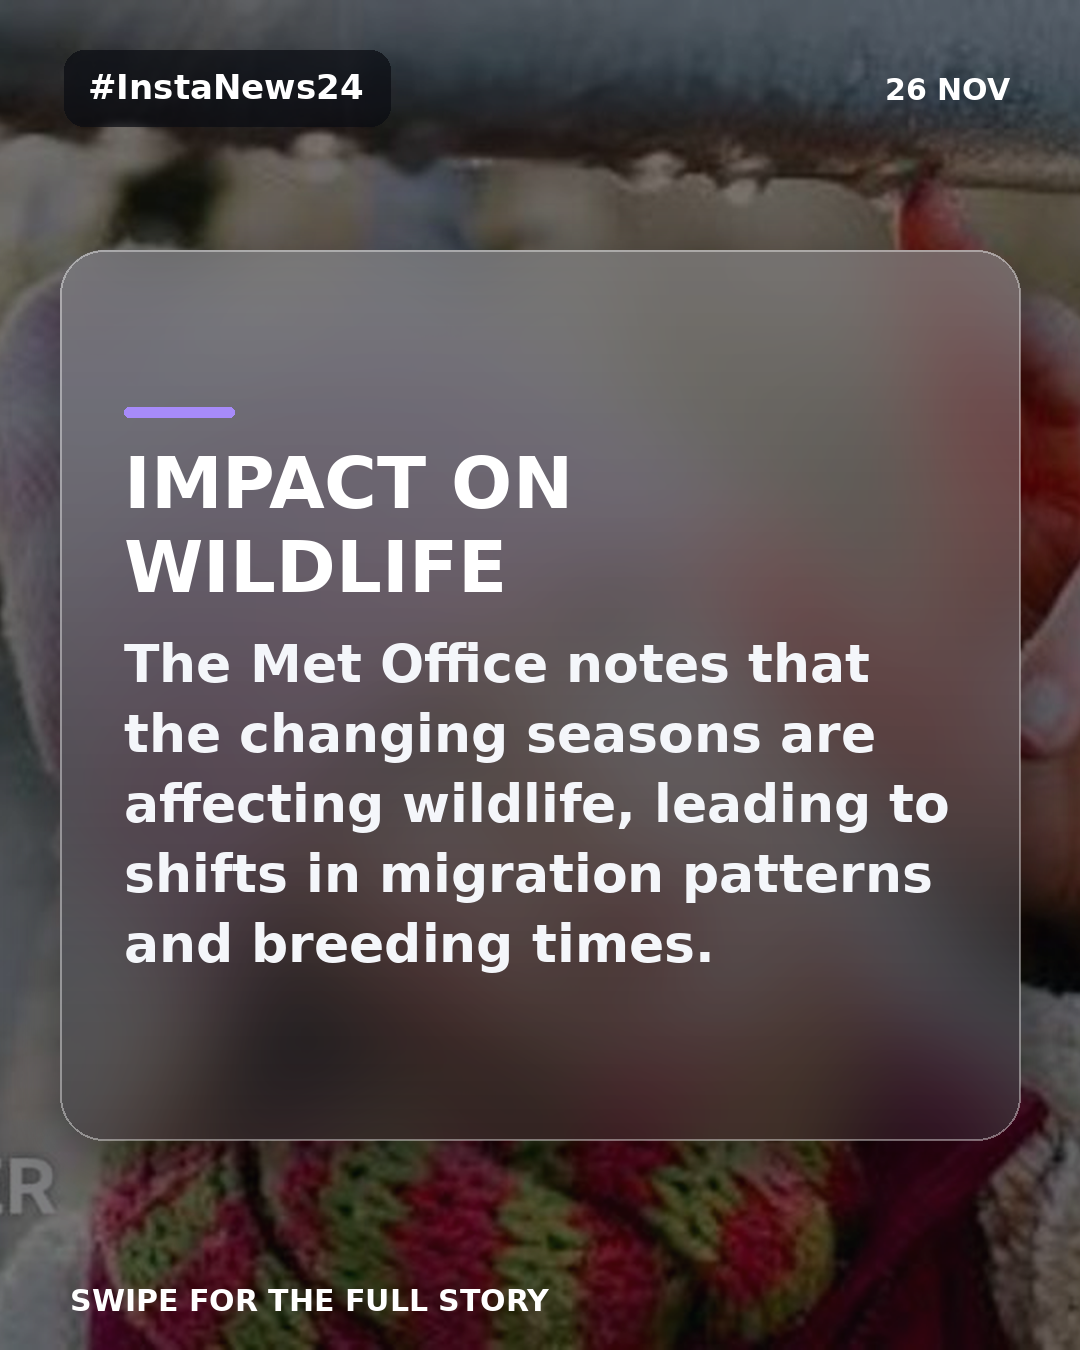 #InstaNews24
26 NOV
IMPACT ON
WILDLIFE
The Met Office notes that
the changing seasons are
affecting wildlife, leading to
shifts in migration patterns
and breeding times.
ER
SWIPE FOR THE FULL STORY